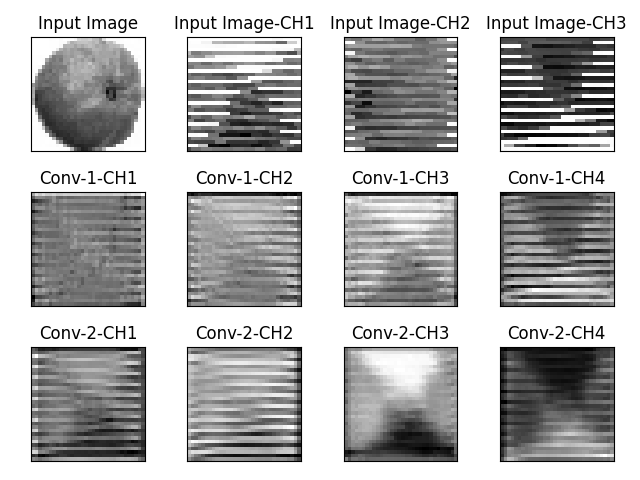 Input Image
Input Image-CH1
Input Image-CH2
Input Image-CH3
Conv-1-CH1
Conv-1-CH2
Conv-1-CH3
Conv-1-CH4
Conv-2-CH1
Conv-2-CH2
Conv-2-CH3
Conv-2-CH4